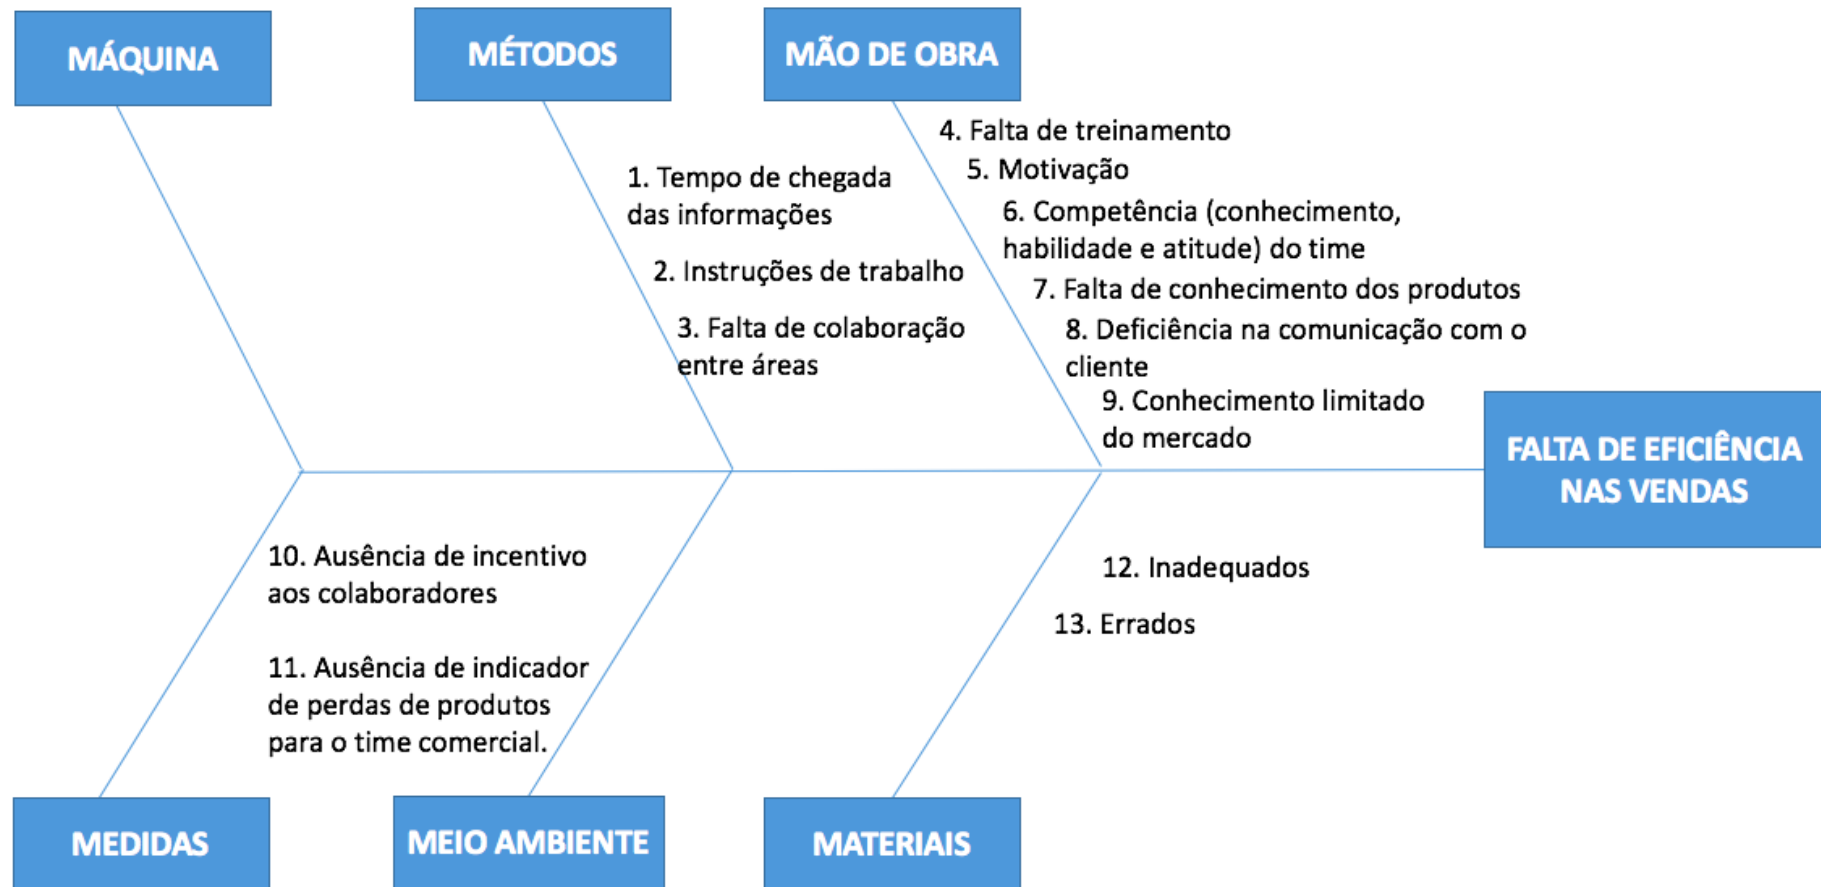 MÁQUINA
MÉTODOS
MÃO DE OBRA
1. Tempo de chegada
das informações
2. Instruções de trabalho
3. Falta de colaboração
entre áreas
4. Falta de treinamento
5. Motivação
6. Competência (conhecimento,
habilidade e atitude) do time
7. Falta de conhecimento dos produtos
8. Deficiência na comunicação com o
cliente
9. Conhecimento limitado
do mercado
FALTA DE EFICIÊNCIA
NAS VENDAS
10. Ausência de incentivo
aos colaboradores
11. Ausência de indicador
de perdas de produtos
para o time comercial.
12. Inadequados
13. Errados
MEDIDAS
MEIO AMBIENTE
MATERIAIS